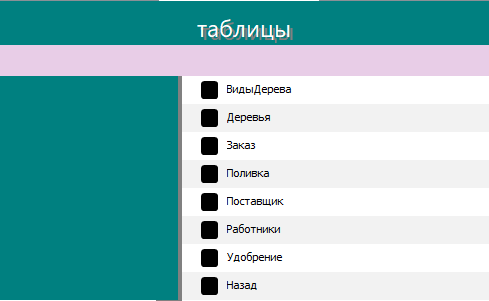 таблицы
ВидыДерева
Деревья
Заказ
Поливка
Поставщик
Работники
Удобрение
Назад